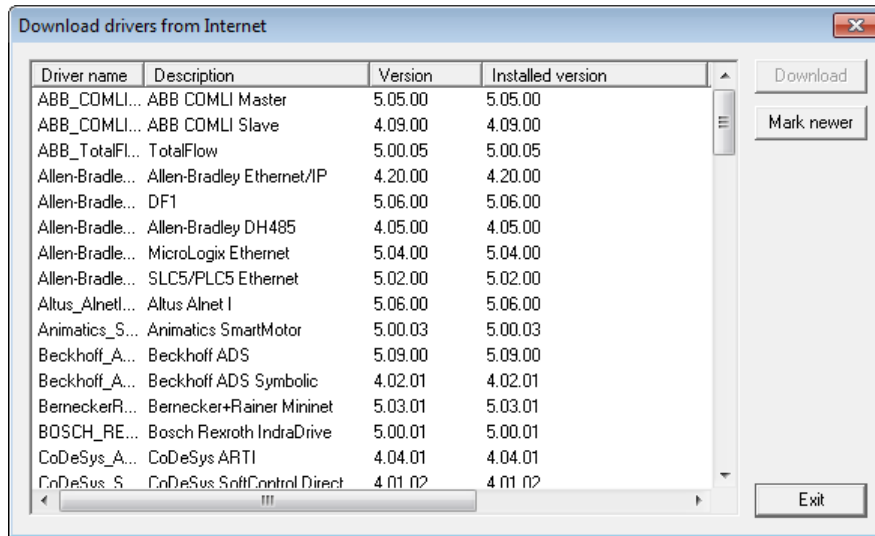 Download drivers from Internet
Driver name Description Version Installed version
ABB_COMLI... ABB COMLI Master 5.05.00 5.05.00
ABB_COMLI... ABB COMLI Slave 4.09.00 4.09.00
ABB_TotalFl... TotalFlow 5.00.05 5.00.05
Allen-Bradle... Allen-Bradley Ethernet/IP 4.20.00 4.20.00
Allen-Bradle... DF1 5.06.00 5.06.00
Allen-Bradle... Allen-Bradley DH485 4.05.00 4.05.00
Allen-Bradle... MicroLogix Ethernet 5.04.00 5.04.00
Allen-Bradle... SLC5/PLC5 Ethernet 5.02.00 5.02.00
Altus_AlnetI... Altus Alnet I 5.06.00 5.06.00
Animatics_S... Animatics SmartMotor 5.00.03 5.00.03
Beckhoff_A... Beckhoff ADS 5.09.00 5.09.00
Beckhoff_A... Beckhoff ADS Symbolic 4.02.01 4.02.01
BerneckerR... Bernecker+Rainer Mininet 5.03.01 5.03.01
BOSCH_RE... Bosch Rexroth IndraDrive 5.00.01 5.00.01
CoDeSys_A... CoDeSys ARTI 4.04.01 4.04.01
CoDeSys_S... CoDeSys SoftControl Direct 4.01.02 4.01.02
Download
Mark newer
Exit